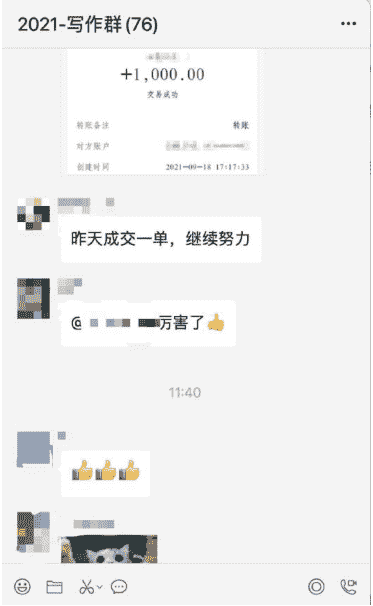 2021-写作群(76)
+1,000.00
交易成功
转账备注 转账
对方账户
创建时间 2021-09-18 17:17:33
昨天成交一单，继续努力
@ 厉害了👍
11:40
👍👍👍